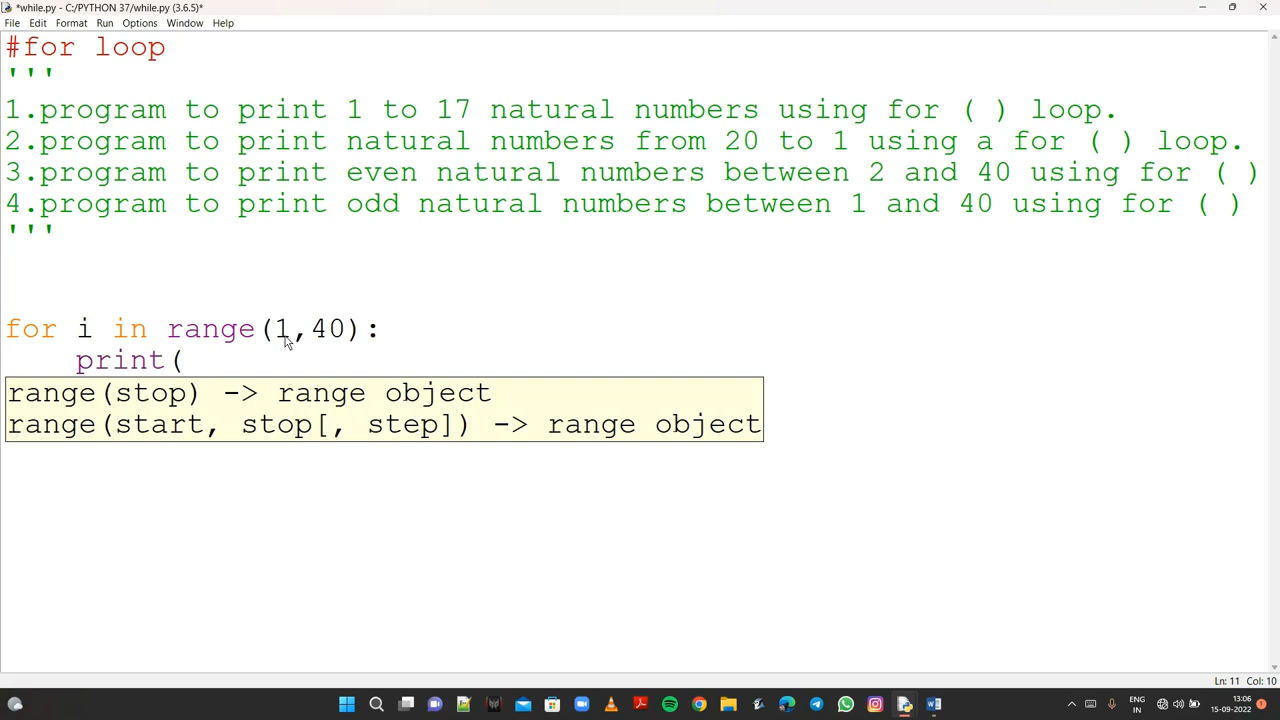 *while.py - C:/PYTHON 37/while.py (3.6.5)*
File Edit Format Run Options Window Help
#for loop
'''
1.program to print 1 to 17 natural numbers using for ( ) loop.
2.program to print natural numbers from 20 to 1 using a for ( ) loop.
3.program to print even natural numbers between 2 and 40 using for ( )
4.program to print odd natural numbers between 1 and 40 using for ( )
'''
for i in range(1,40):
print(
range(stop) -> range object
range(start, stop[, step]) -> range object
Ln: 11 Col: 10
ENG
IN
13:06
15-09-2022